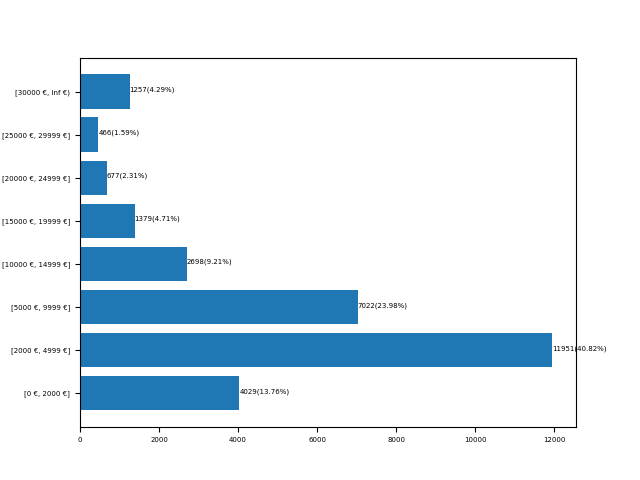 [30000 €, inf €)
1257(4.29%)
[25000 €, 29999 €]
466(1.59%)
[20000 €, 24999 €]
677(2.31%)
[15000 €, 19999 €]
1379(4.71%)
[10000 €, 14999 €]
2698(9.21%)
[5000 €, 9999 €]
7022(23.98%)
[2000 €, 4999 €]
11951(40.82%)
[0 €, 2000 €]
4029(13.76%)
0 2000 4000 6000 8000 10000 12000